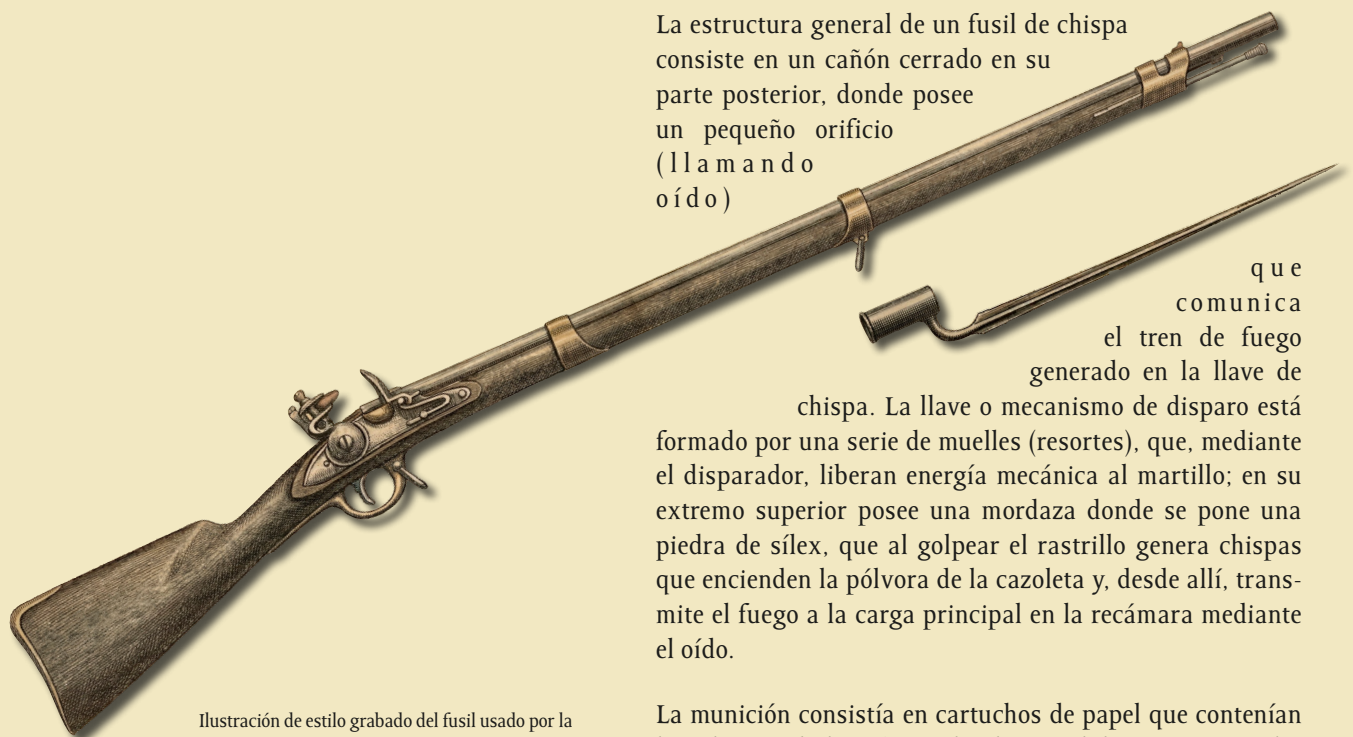 La estructura general de un fusil de chispa
consiste en un cañón cerrado en su
parte posterior, donde posee
un pequeño orificio
(llamando
oído)
que
comunica
el tren de fuego
generado en la llave de
chispa. La llave o mecanismo de disparo está
formado por una serie de muelles (resortes), que, mediante
el disparador, liberan energía mecánica al martillo; en su
extremo superior posee una mordaza donde se pone una
piedra de sílex, que al golpear el rastrillo genera chispas
que encienden la pólvora de la cazoleta y, desde allí, trans-
mite el fuego a la carga principal en la recámara mediante
el oído.
La munición consistía en cartuchos de papel que contenían
Ilustración de estilo grabado del fusil usado por la